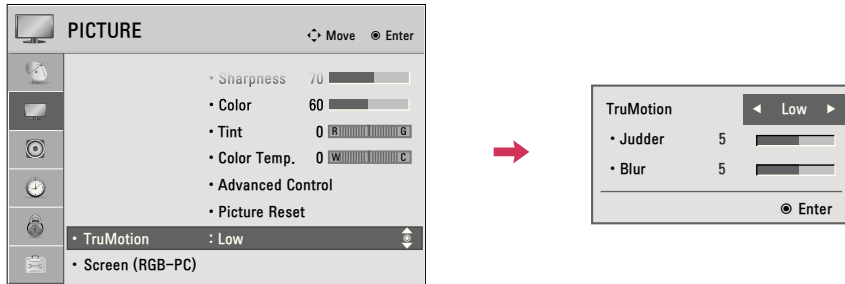 PICTURE
Move Enter
• Sharpness 70
• Color 60
• Tint 0 R G
• Color Temp. 0 W C
• Advanced Control
• Picture Reset
• TruMotion : Low
• Screen (RGB-PC)
TruMotion ◄ Low ►
• Judder 5
• Blur 5
Enter